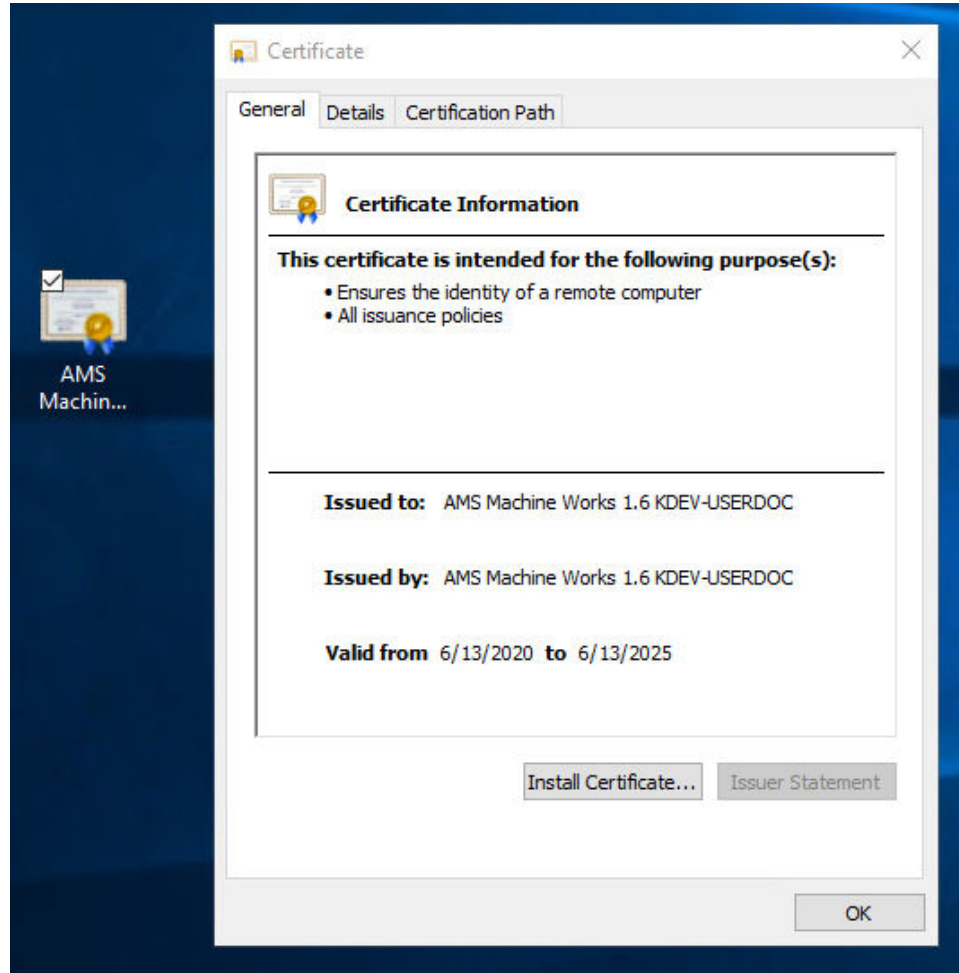 Certificate
General Details Certification Path
Certificate Information
This certificate is intended for the following purpose(s):
• Ensures the identity of a remote computer
• All issuance policies
AMS
Machin...
Issued to: AMS Machine Works 1.6 KDEV-USERDOC
Issued by: AMS Machine Works 1.6 KDEV-USERDOC
Valid from 6/13/2020 to 6/13/2025
Install Certificate... Issuer Statement
OK